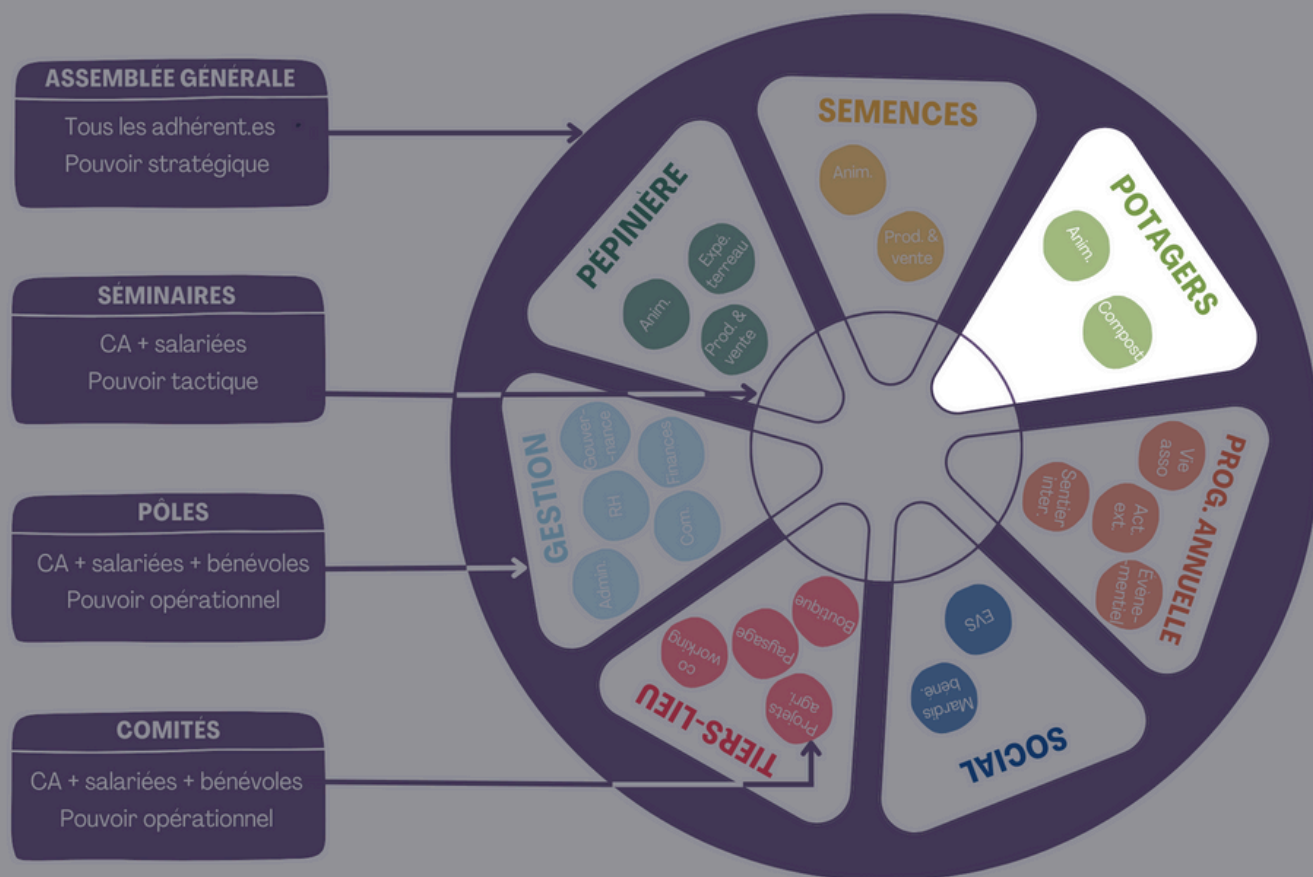 ASSEMBLÉE GÉNÉRALE
Tous les adhérent.es
Pouvoir stratégique
SÉMINAIRES
CA + salariées
Pouvoir tactique
PÔLES
CA + salariées + bénévoles
Pouvoir opérationnel
COMITÉS
CA + salariées + bénévoles
Pouvoir opérationnel
SEMENCES
Anim.
Prod. &
vente
POTAGERS
Anim.
Compost
PROG. ANNUELLE
Vie
asso
Sentier
inter.
Act.
ext.
Évène-
mentiel
SOCIAL
EVS
Mardis
béné.
TIERS-LIEU
Boutique
Paysage
co
working
Projets
agri.
GESTION
Gouver-
-nance
Finances
RH
Com.
Admin.
PÉPINIÈRE
Expé.
terreau
Anim.
Prod. &
vente